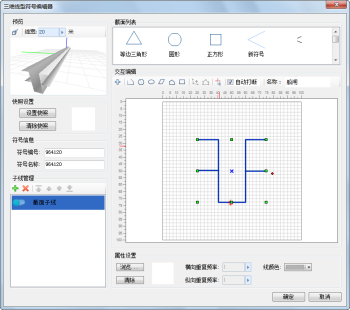 三维线型符号编辑器
预览
线宽: 20 米
快照设置
设置快照
清除快照
符号信息
符号编号: 964120
符号名称: 964120
子线管理
垂面子线
截面列表
等边三角形 圆形 正方形 新符号
交互编辑
自动打断 名称:
属性设置
浏览...
清除
横向重复频率: 1
纵向重复频率: 1
线颜色:
确定 取消